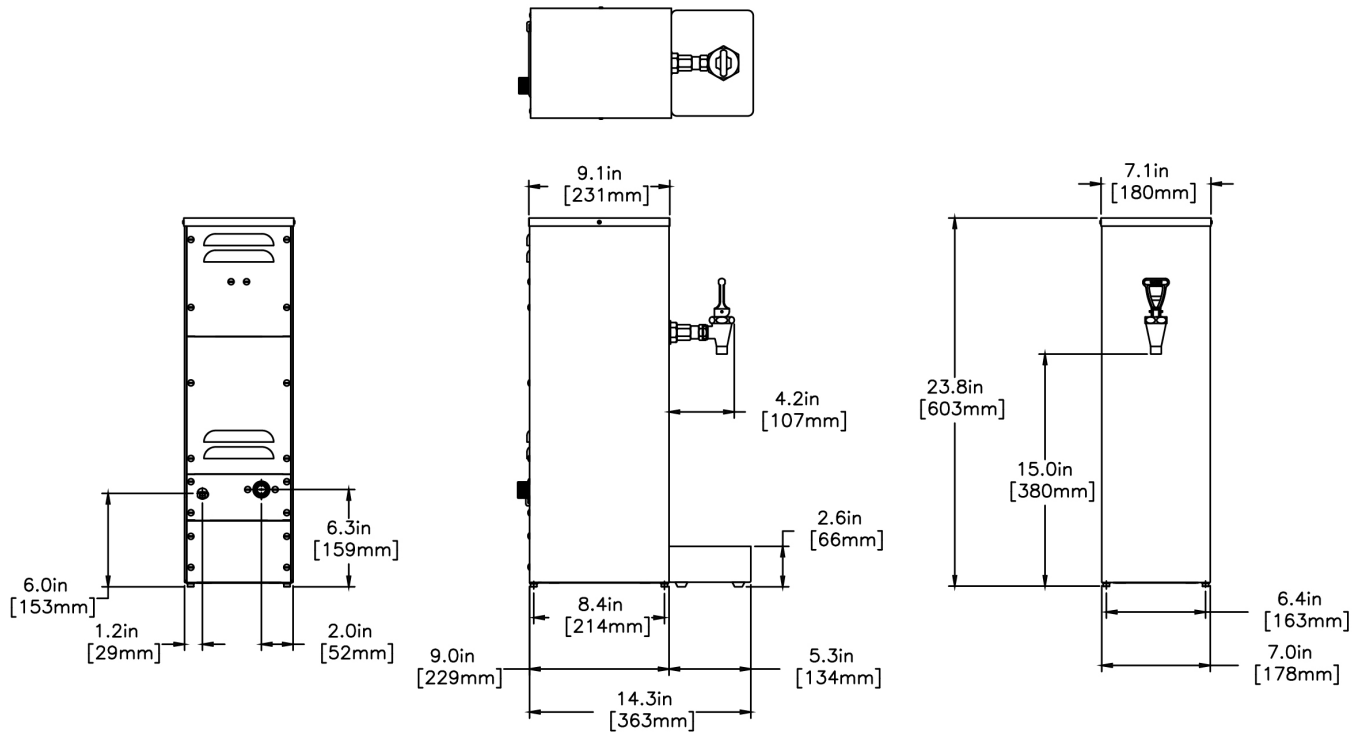 9.1in
[231mm]
7.1in
[180mm]
4.2in
[107mm]
23.8in
[603mm]
15.0in
[380mm]
6.3in
[159mm]
2.6in
[66mm]
6.0in
[153mm]
8.4in
[214mm]
6.4in
[163mm]
1.2in
[29mm]
2.0in
[52mm]
9.0in
[229mm]
5.3in
[134mm]
7.0in
[178mm]
14.3in
[363mm]